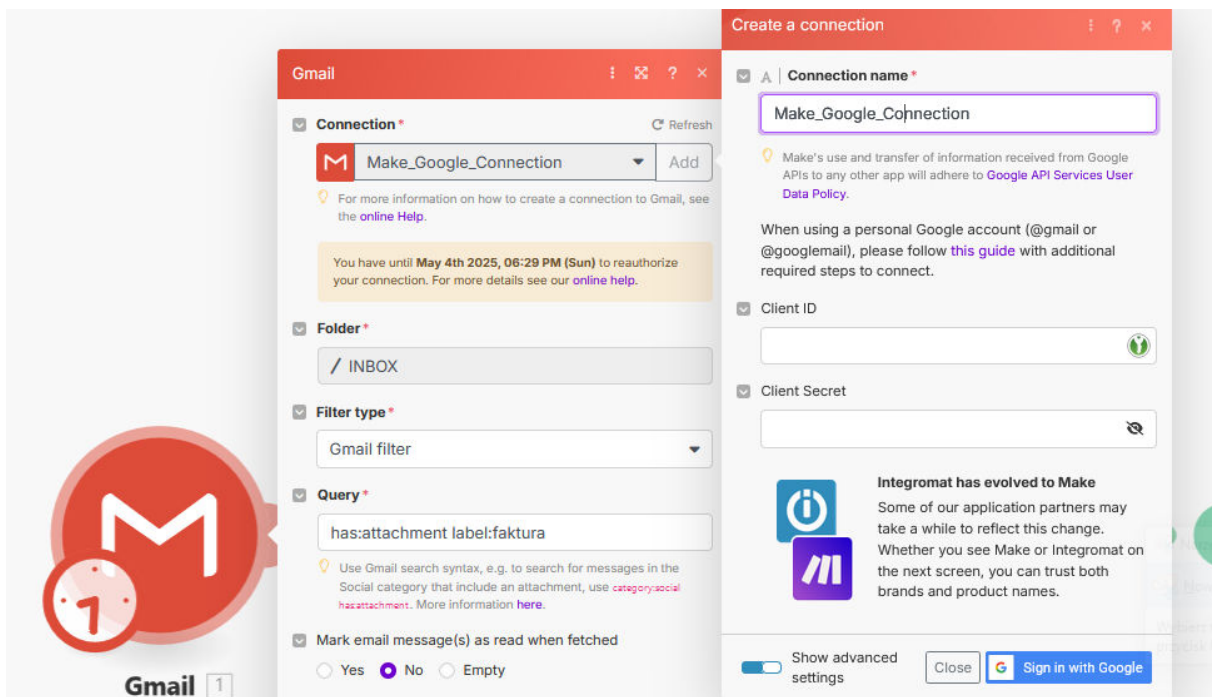 Gmail
Connection *
Refresh
Make_Google_Connection
Add
For more information on how to create a connection to Gmail, see
the online Help.
You have until May 4th 2025, 06:29 PM (Sun) to reauthorize
your connection. For more details see our online help.
Folder *
/ INBOX
Filter type *
Gmail filter
Query *
has:attachment label:faktura
Use Gmail search syntax, e.g. to search for messages in the
Social category that include an attachment, use category:social
has:attachment. More information here.
Mark email message(s) as read when fetched
Yes No Empty
Gmail 1
Create a connection
A Connection name *
Make_Google_Connection
Make's use and transfer of information received from Google
APIs to any other app will adhere to Google API Services User
Data Policy.
When using a personal Google account (@gmail or
@googlemail), please follow this guide with additional
required steps to connect.
Client ID
Client Secret
Integromat has evolved to Make
Some of our application partners may
take a while to reflect this change.
Whether you see Make or Integromat on
the next screen, you can trust both
brands and product names.
Show advanced
settings
Close
Sign in with Google